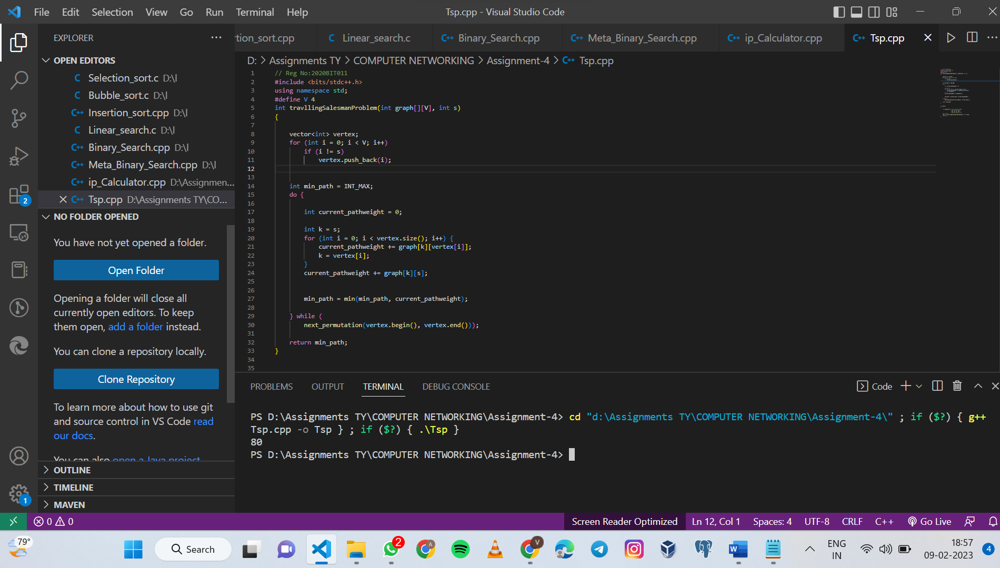 File Edit Selection View Go Run Terminal Help
Tsp.cpp - Visual Studio Code
EXPLORER
tion_sort.cpp
Linear_search.c
Binary_Search.cpp
Meta_Binary_Search.cpp
ip_Calculator.cpp
Tsp.cpp
OPEN EDITORS
Selection_sort.c D:\l
Bubble_sort.c D:\l
Insertion_sort.cpp D:\l
Linear_search.c D:\l
Binary_Search.cpp D:\l
Meta_Binary_Search.cpp D:\l
ip_Calculator.cpp D:\Assignmen...
Tsp.cpp D:\Assignments TY\CO...
NO FOLDER OPENED
You have not yet opened a folder.
Open Folder
Opening a folder will close all
currently open editors. To keep
them open, add a folder instead.
You can clone a repository locally.
Clone Repository
To learn more about how to use git
and source control in VS Code read
our docs.
You can also open a Java project
OUTLINE
TIMELINE
MAVEN
2
1
D: > Assignments TY > COMPUTER NETWORKING > Assignment-4 > Tsp.cpp
1 // Reg No:2020BIT011
2 #include <bits/stdc++.h>
3 using namespace std;
4 #define V 4
5 int travllingSalesmanProblem(int graph[][V], int s)
6 {
7
8 vector<int> vertex;
9 for (int i = 0; i < V; i++)
10 if (i != s)
11 vertex.push_back(i);
12
13
14 int min_path = INT_MAX;
15 do {
16
17 int current_pathweight = 0;
18
19 int k = s;
20 for (int i = 0; i < vertex.size(); i++) {
21 current_pathweight += graph[k][vertex[i]];
22 k = vertex[i];
23 }
24 current_pathweight += graph[k][s];
25
26
27 min_path = min(min_path, current_pathweight);
28
29 } while (
30 next_permutation(vertex.begin(), vertex.end()));
31
32 return min_path;
33 }
34
35
PROBLEMS OUTPUT TERMINAL DEBUG CONSOLE
Code
PS D:\Assignments TY\COMPUTER NETWORKING\Assignment-4> cd "d:\Assignments TY\COMPUTER NETWORKING\Assignment-4\" ; if ($?) { g++
Tsp.cpp -o Tsp } ; if ($?) { .\Tsp }
80
PS D:\Assignments TY\COMPUTER NETWORKING\Assignment-4>
0 0
Screen Reader Optimized
Ln 12, Col 1
Spaces: 4
UTF-8
CRLF
C++
Go Live
79°
Search
2
A
V
ENG
IN
18:57
09-02-2023
4